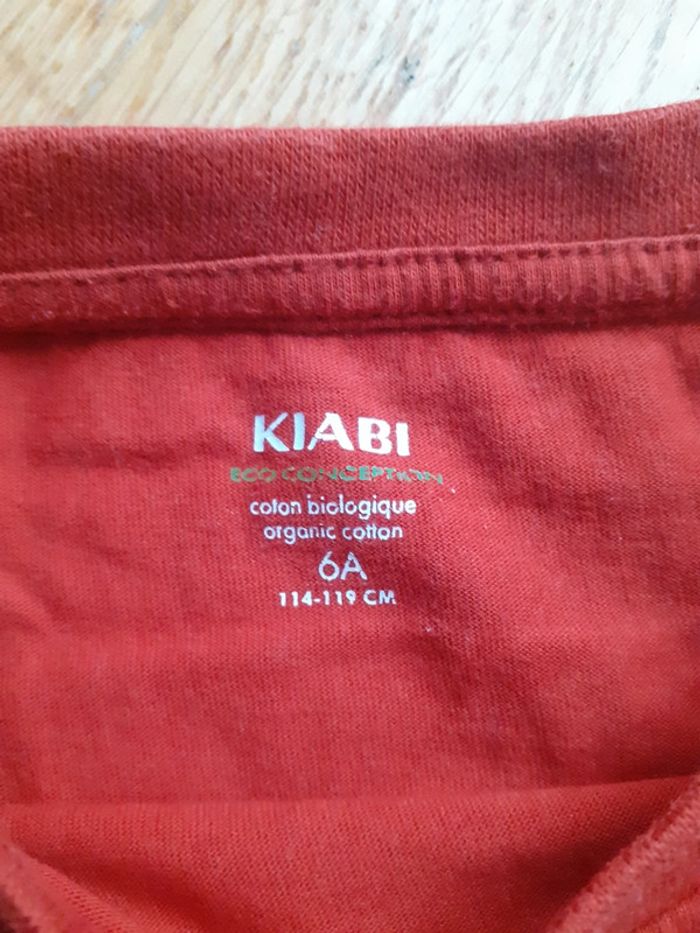 KIABI
ECO CONCEPTION
coton biologique
organic cotton
6A
114-119 CM